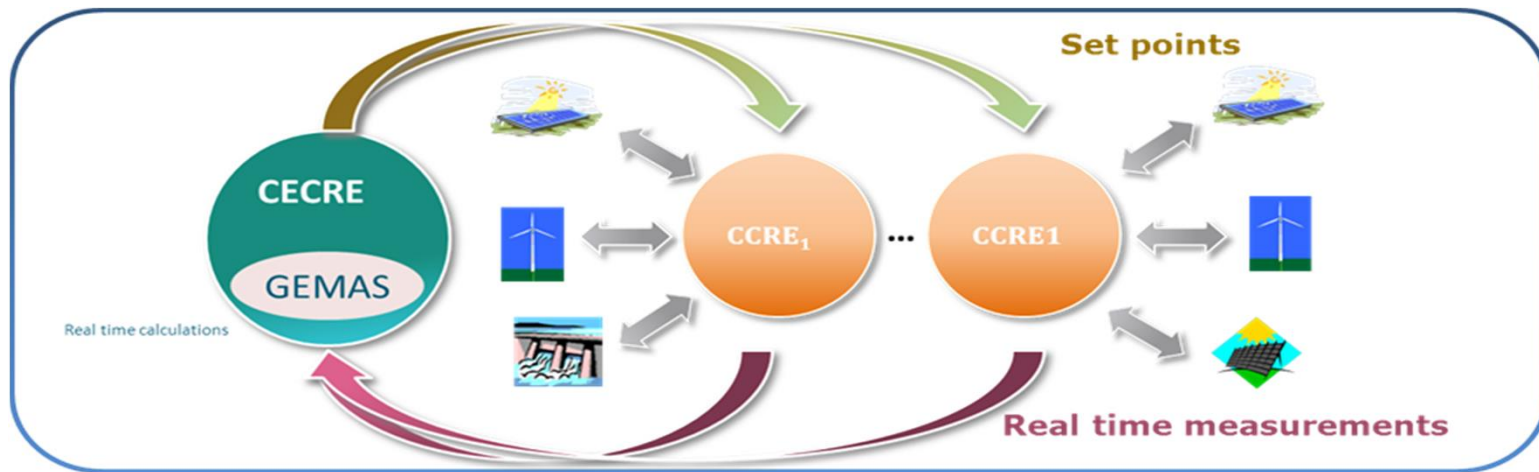 Set points
CECRE
GEMAS
Real time calculations
CCRE₁
...
CCRE1
Real time measurements